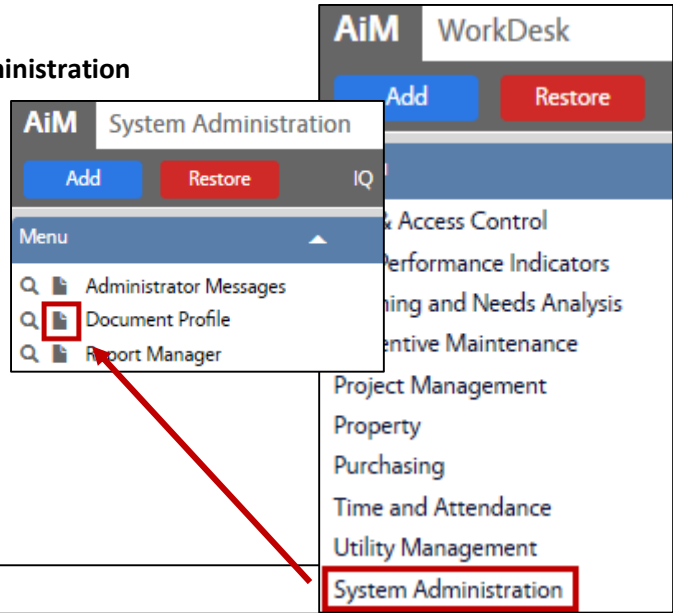 AiM WorkDesk
Add Restore
ministration
AiM System Administration
Add Restore IQ
Menu
Administrator Messages
Document Profile
Report Manager
& Access Control
Performance Indicators
ning and Needs Analysis
entive Maintenance
Project Management
Property
Purchasing
Time and Attendance
Utility Management
System Administration